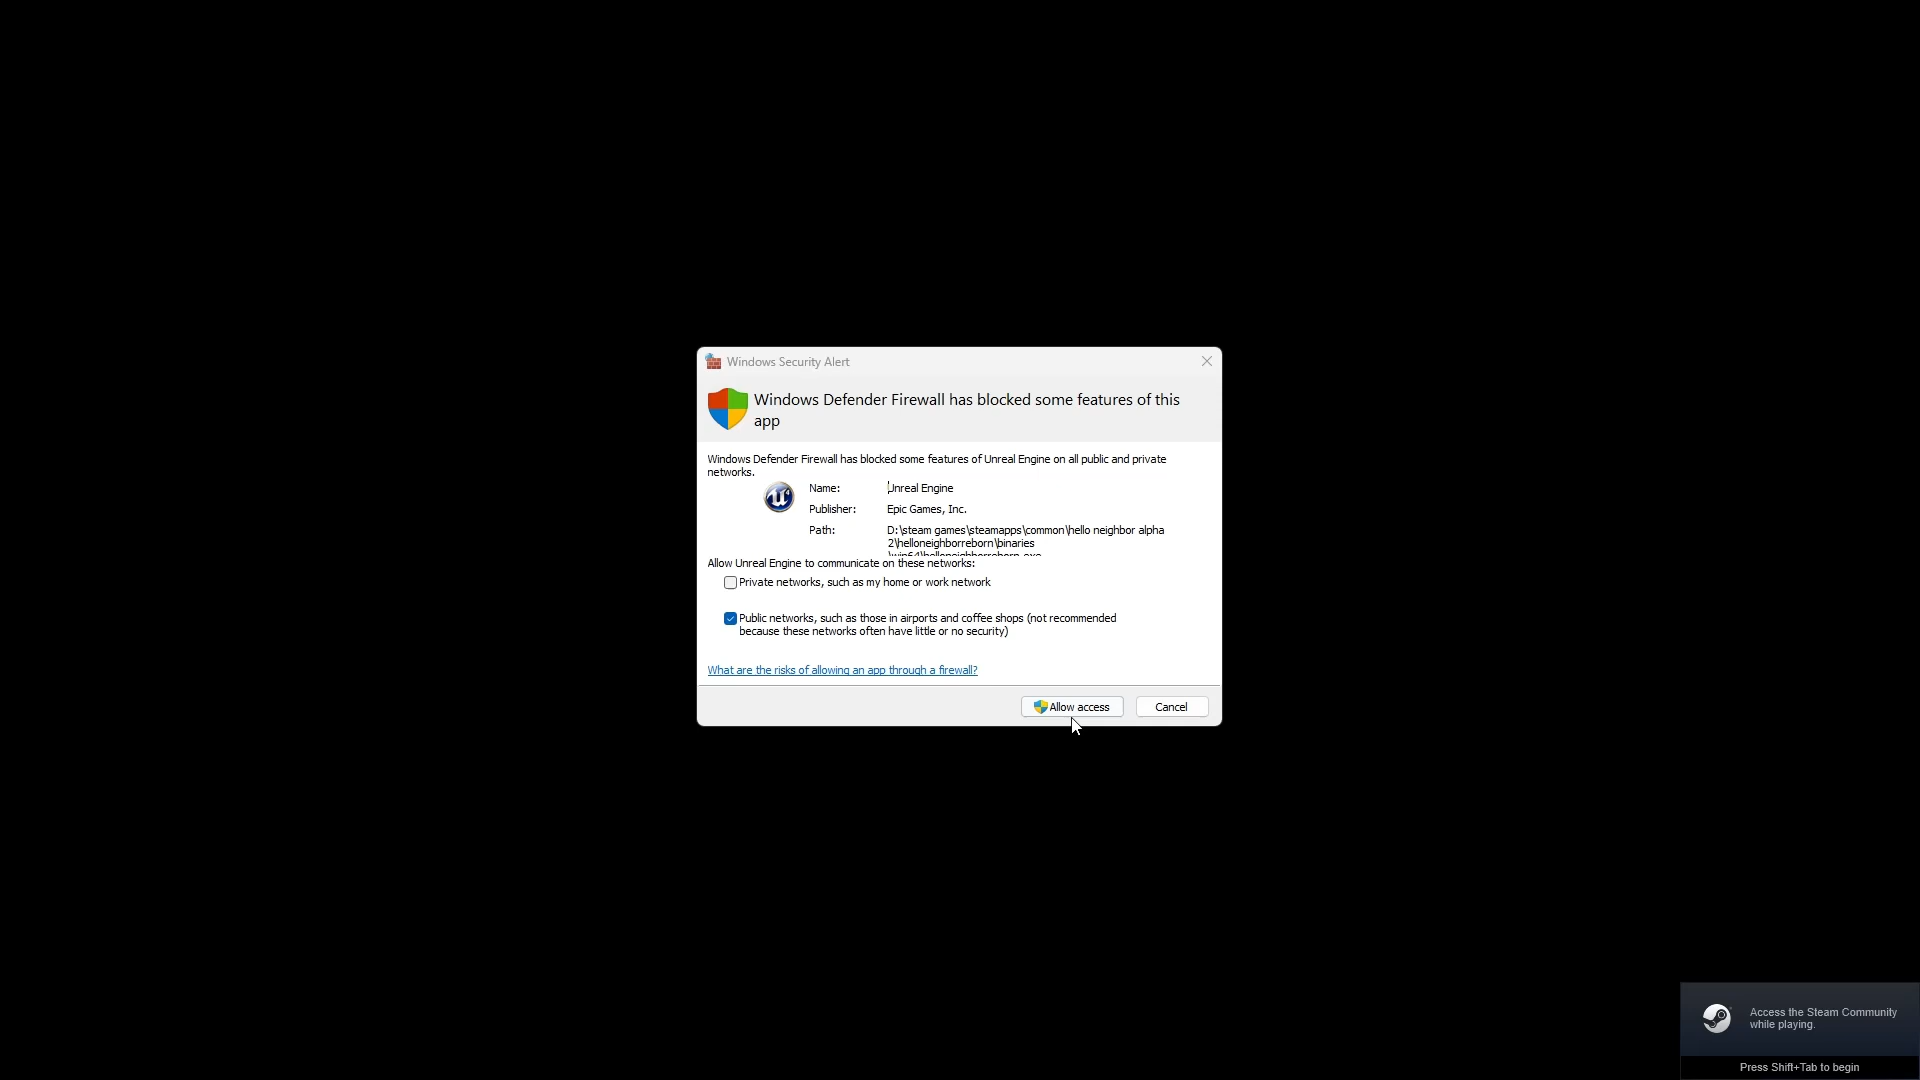 Windows Security Alert
Windows Defender Firewall has blocked some features of this
app
Windows Defender Firewall has blocked some features of Unreal Engine on all public and private
networks.
Name: Unreal Engine
Publisher: Epic Games, Inc.
Path: D:\steam games\steamapps\common\hello neighbor alpha
2\helloneighborreborn\binaries
\win64\helloneighborreborn.exe
Allow Unreal Engine to communicate on these networks:
Private networks, such as my home or work network
Public networks, such as those in airports and coffee shops (not recommended
because these networks often have little or no security)
What are the risks of allowing an app through a firewall?
Allow access Cancel
Access the Steam Community
while playing.
Press Shift+Tab to begin